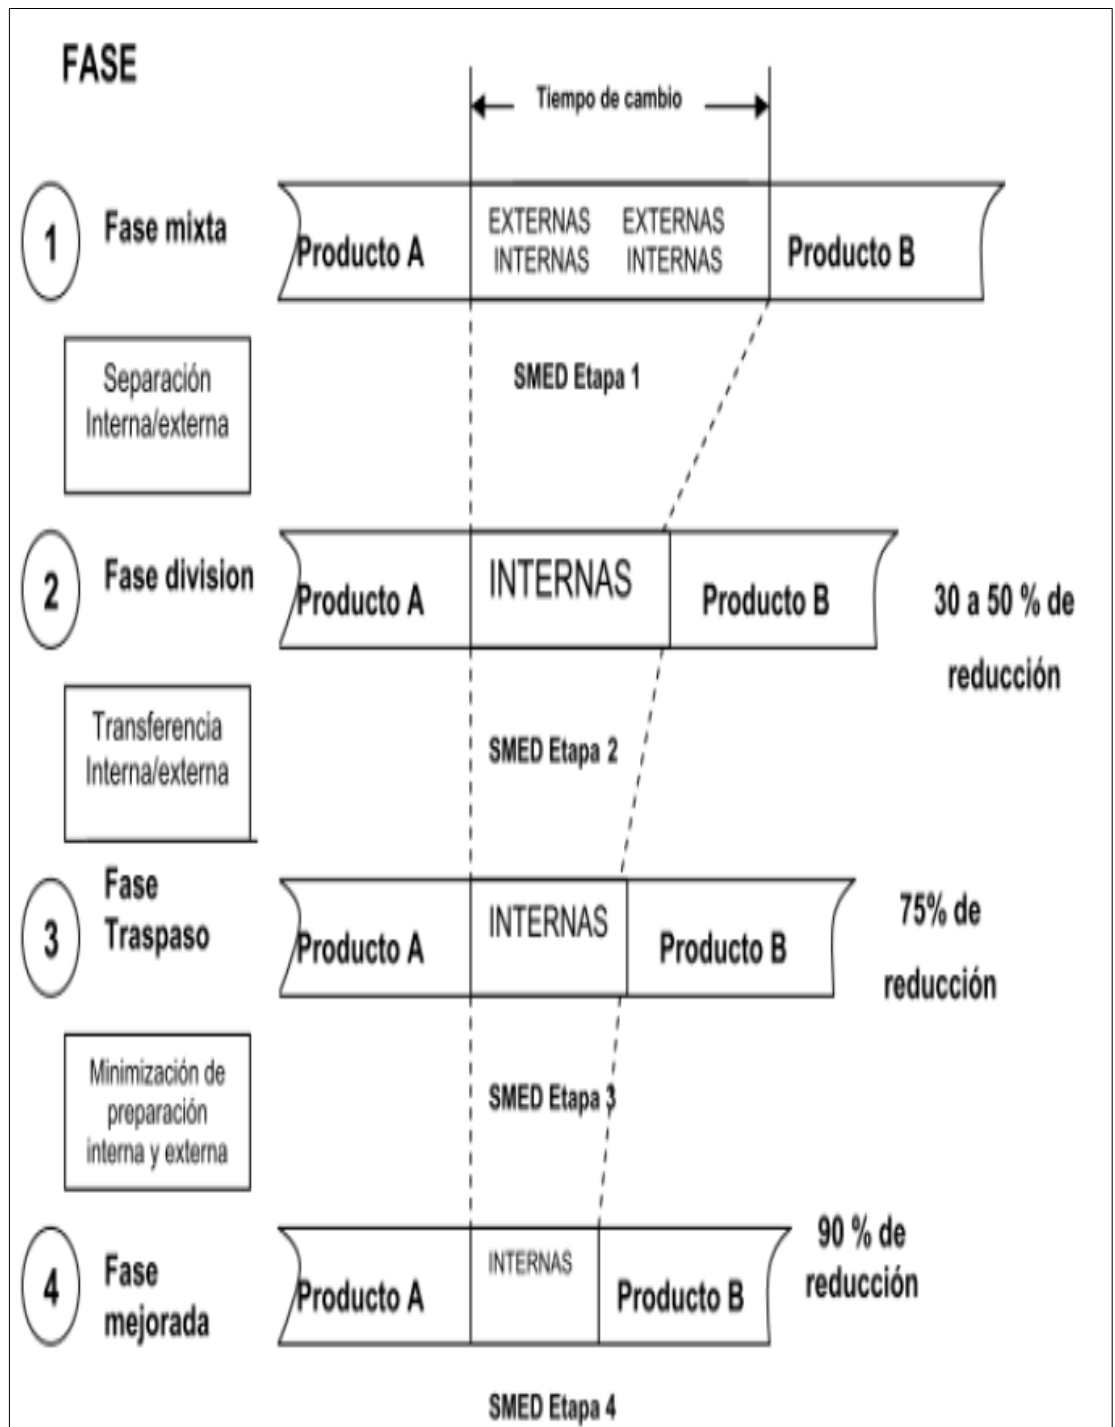 FASE
Tiempo de cambio
1
Fase mixta
Producto A
EXTERNAS EXTERNAS
INTERNAS INTERNAS
Producto B
Separación
Interna/externa
SMED Etapa 1
2
Fase division
Producto A
INTERNAS
Producto B
30 a 50 % de
reducción
Transferencia
Interna/externa
SMED Etapa 2
3
Fase
Traspaso
Producto A
INTERNAS
Producto B
75% de
reducción
Minimización de
preparación
interna y externa
SMED Etapa 3
4
Fase
mejorada
Producto A
INTERNAS
Producto B
90 % de
reducción
SMED Etapa 4